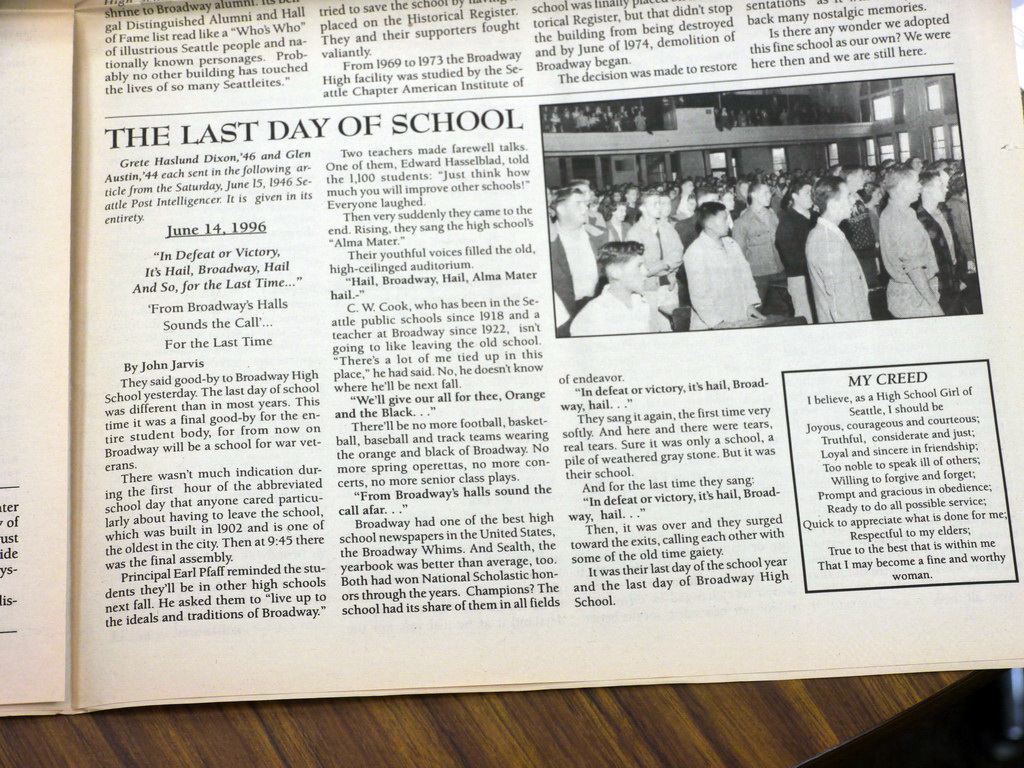 shrine to Broadway alumni. Its
gal Distinguished Alumni and Hall
of Fame list read like a "Who's Who"
of illustrious Seattle people and na-
tionally known personages. Prob-
ably no other building has touched
the lives of so many Seattleites."
tried to save the school by having
placed on the Historical Register.
They and their supporters fought
valiantly.
From 1969 to 1973 the Broadway
High facility was studied by the Se-
attle Chapter American Institute of
school was finally placed
torical Register, but that didn't stop
the building from being destroyed
and by June of 1974, demolition of
Broadway began.
The decision was made to restore
sentations as it
back many nostalgic memories.
Is there any wonder we adopted
this fine school as our own? We were
here then and we are still here.
THE LAST DAY OF SCHOOL
Grete Haslund Dixon,'46 and Glen
Austin,'44 each sent in the following ar-
ticle from the Saturday, June 15, 1946 Se-
attle Post Intelligencer. It is given in its
entirety.
June 14, 1996
"In Defeat or Victory,
It's Hail, Broadway, Hail
And So, for the Last Time..."
'From Broadway's Halls
Sounds the Call'...
For the Last Time
By John Jarvis
They said good-by to Broadway High
School yesterday. The last day of school
was different than in most years. This
time it was a final good-by for the en-
tire student body, for from now on
Broadway will be a school for war vet-
erans.
There wasn't much indication dur-
ing the first hour of the abbreviated
school day that anyone cared particu-
larly about having to leave the school,
which was built in 1902 and is one of
the oldest in the city. Then at 9:45 there
was the final assembly.
Principal Earl Pfaff reminded the stu-
dents they'll be in other high schools
next fall. He asked them to "live up to
the ideals and traditions of Broadway."
Two teachers made farewell talks.
One of them, Edward Hasselblad, told
the 1,100 students: "Just think how
much you will improve other schools!"
Everyone laughed.
Then very suddenly they came to the
end. Rising, they sang the high school's
"Alma Mater."
Their youthful voices filled the old,
high-ceilinged auditorium.
"Hail, Broadway, Hail, Alma Mater
hail.-"
C. W. Cook, who has been in the Se-
attle public schools since 1918 and a
teacher at Broadway since 1922, isn't
going to like leaving the old school.
"There's a lot of me tied up in this
place," he had said. No, he doesn't know
where he'll be next fall.
"We'll give our all for thee, Orange
and the Black. . ."
There'll be no more football, basket-
ball, baseball and track teams wearing
the orange and black of Broadway. No
more spring operettas, no more con-
certs, no more senior class plays.
"From Broadway's halls sound the
call afar. . ."
Broadway had one of the best high
school newspapers in the United States,
the Broadway Whims. And Sealth, the
yearbook was better than average, too.
Both had won National Scholastic hon-
ors through the years. Champions? The
school had its share of them in all fields
of endeavor.
"In defeat or victory, it's hail, Broad-
way, hail. . ."
They sang it again, the first time very
softly. And here and there were tears,
real tears. Sure it was only a school, a
pile of weathered gray stone. But it was
their school.
And for the last time they sang:
"In defeat or victory, it's hail, Broad-
way, hail. . ."
Then, it was over and they surged
toward the exits, calling each other with
some of the old time gaiety.
It was their last day of the school year
and the last day of Broadway High
School.
MY CREED
I believe, as a High School Girl of
Seattle, I should be
Joyous, courageous and courteous;
Truthful, considerate and just;
Loyal and sincere in friendship;
Too noble to speak ill of others;
Willing to forgive and forget;
Prompt and gracious in obedience;
Ready to do all possible service;
Quick to appreciate what is done for me;
Respectful to my elders;
True to the best that is within me
That I may become a fine and worthy
woman.